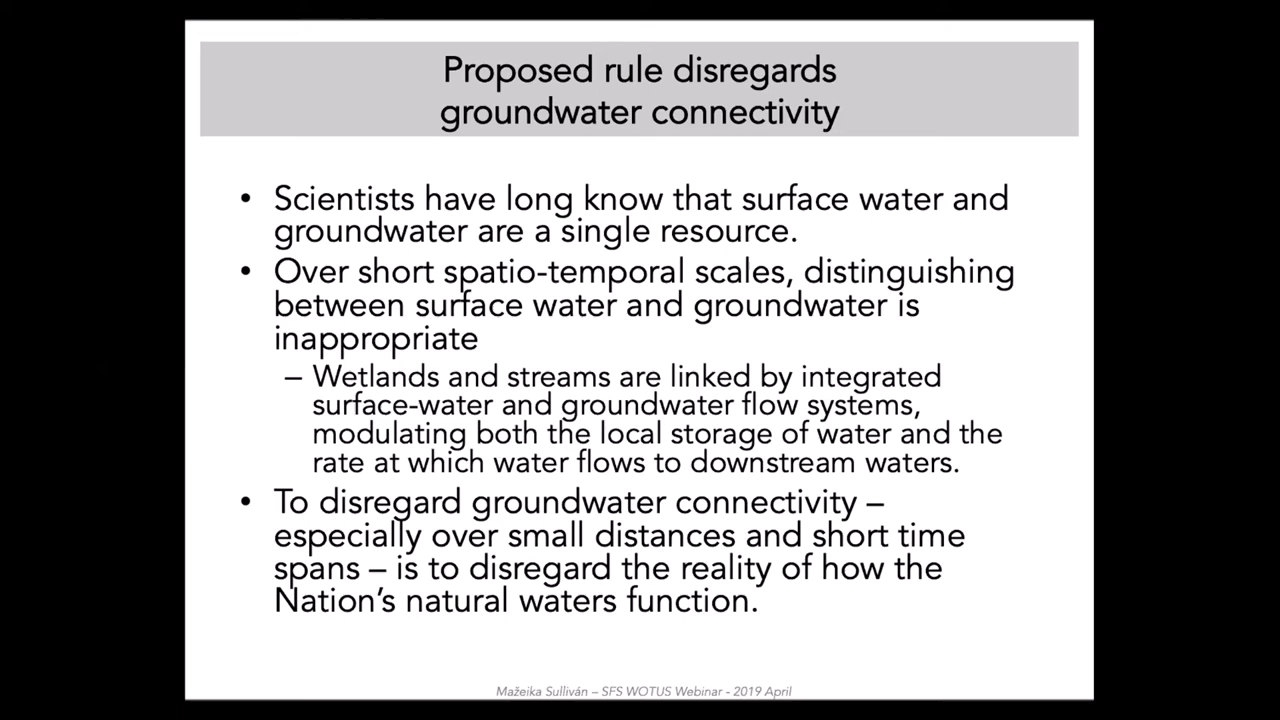 Proposed rule disregards
groundwater connectivity
• Scientists have long know that surface water and
groundwater are a single resource.
• Over short spatio-temporal scales, distinguishing
between surface water and groundwater is
inappropriate
– Wetlands and streams are linked by integrated
surface-water and groundwater flow systems,
modulating both the local storage of water and the
rate at which water flows to downstream waters.
• To disregard groundwater connectivity –
especially over small distances and short time
spans – is to disregard the reality of how the
Nation’s natural waters function.
Mažeika Sulliván – SFS WOTUS Webinar - 2019 April